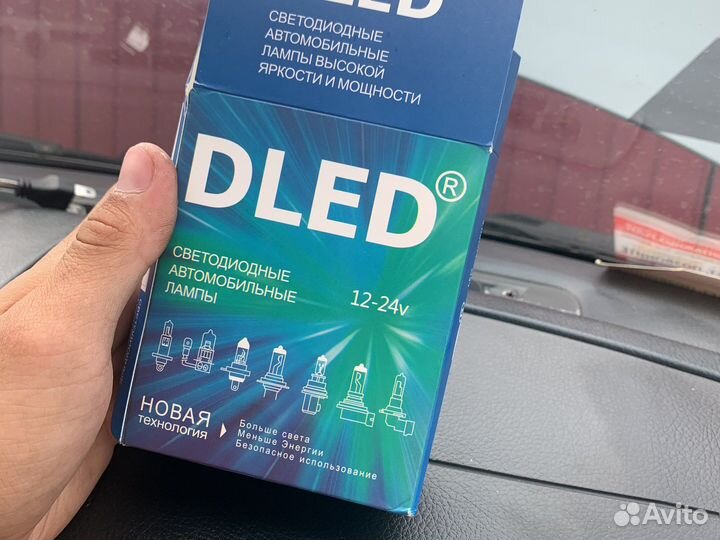 LED
СВЕТОДИОДНЫЕ
АВТОМОБИЛЬНЫЕ
ЛАМПЫ ВЫСОКОЙ
ЯРКОСТИ И МОЩНОСТИ
DLED®
СВЕТОДИОДНЫЕ
АВТОМОБИЛЬНЫЕ
ЛАМПЫ
12-24v
НОВАЯ
технология
Больше света
Меньше Энергии
Безопасное использование
Avito